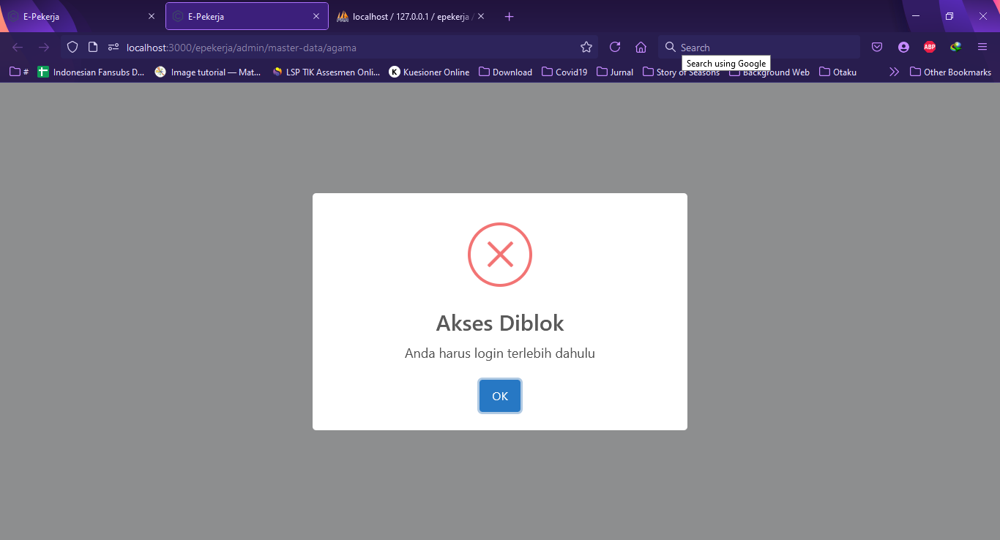 E-Pekerja
E-Pekerja
localhost / 127.0.0.1 / epekerja /
localhost:3000/epekerja/admin/master-data/agama
Search
ABP
Search using Google
#
Indonesian Fansubs D...
Image tutorial — Mat...
LSP TIK Assesmen Onli...
K
Kuesioner Online
Download
Covid19
Jurnal
Story of Seasons
Background Web
Otaku
Other Bookmarks
Akses Diblok
Anda harus login terlebih dahulu
OK